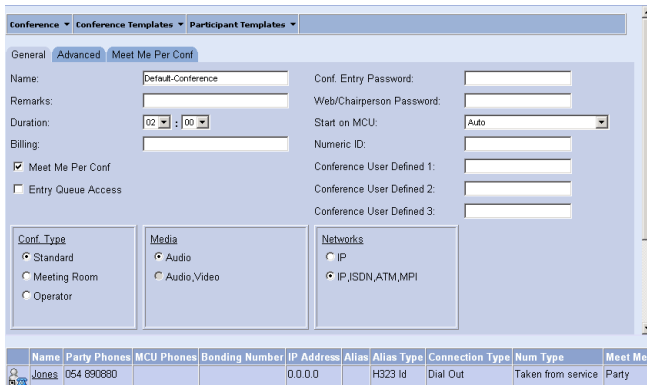 Conference Conference Templates Participant Templates
General Advanced Meet Me Per Conf
Name: Default-Conference Conf. Entry Password:
Remarks: Web/Chairperson Password:
Duration: 02 : 00 Start on MCU: Auto
Billing: Numeric ID:
Meet Me Per Conf Conference User Defined 1:
Entry Queue Access Conference User Defined 2:
Conference User Defined 3:
Conf. Type Media Networks
Standard Audio IP
Meeting Room Audio,Video IP,ISDN,ATM,MPI
Operator
Name Party Phones MCU Phones Bonding Number IP Address Alias Alias Type Connection Type Num Type Meet Me
Jones 054 890880 0.0.0.0 H323 Id Dial Out Taken from service Party